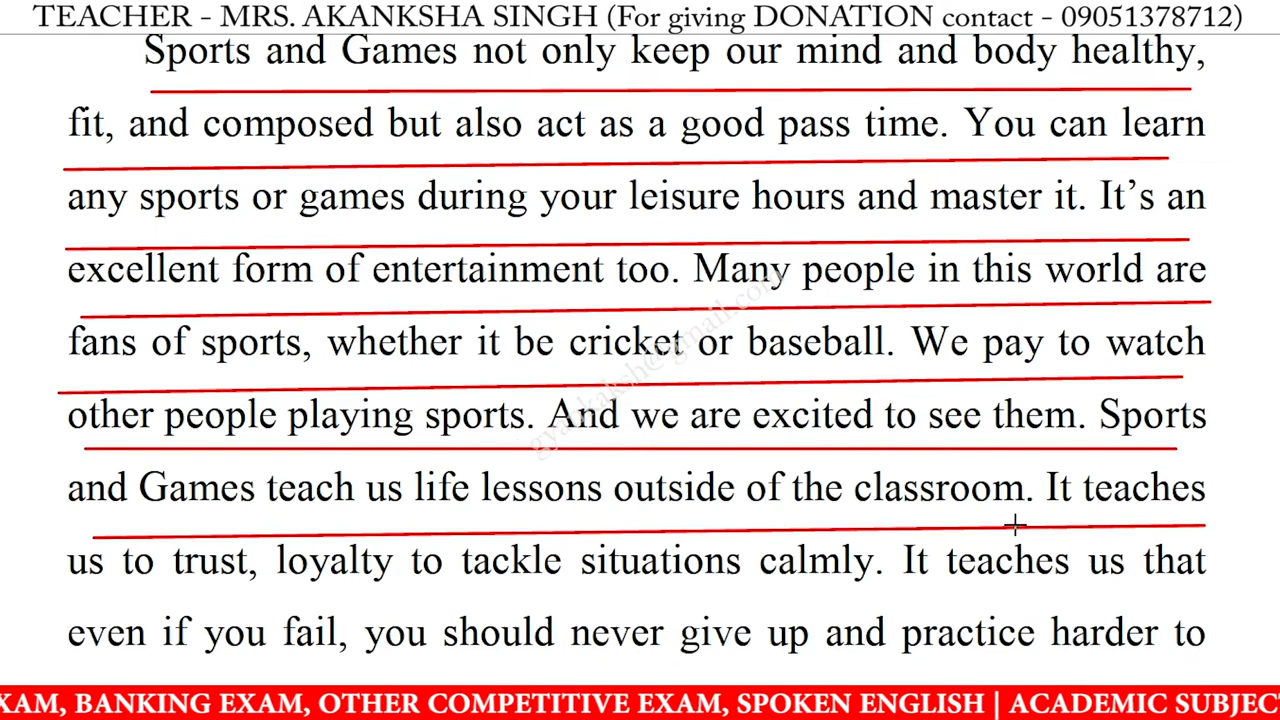 TEACHER - MRS. AKANKSHA SINGH (For giving DONATION contact - 09051378712)
Sports and Games not only keep our mind and body healthy,
fit, and composed but also act as a good pass time. You can learn
any sports or games during your leisure hours and master it. It’s an
excellent form of entertainment too. Many people in this world are
fans of sports, whether it be cricket or baseball. We pay to watch
other people playing sports. And we are excited to see them. Sports
and Games teach us life lessons outside of the classroom. It teaches
us to trust, loyalty to tackle situations calmly. It teaches us that
even if you fail, you should never give up and practice harder to
XAM, BANKING EXAM, OTHER COMPETITIVE EXAM, SPOKEN ENGLISH | ACADEMIC SUBJEC